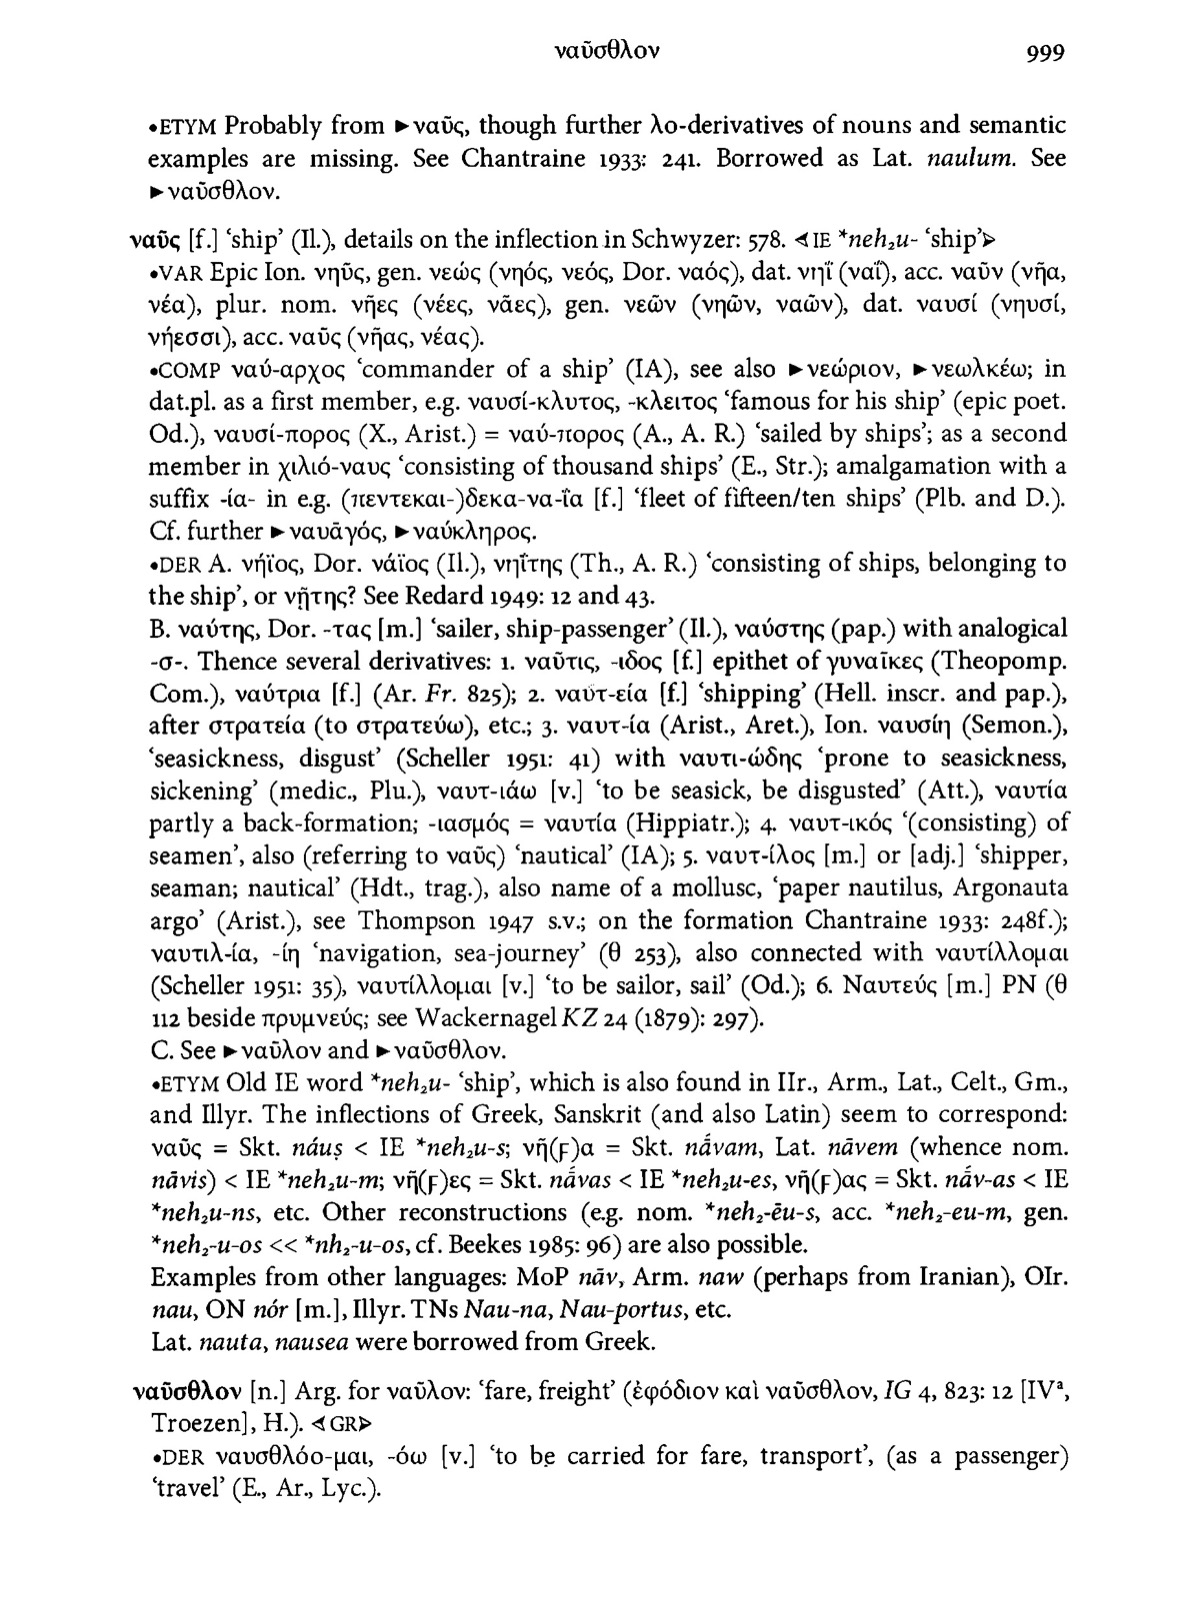 ναῦσθλον 999
•ETYM Probably from ►ναῦς, though further λο-derivatives of nouns and semantic
examples are missing. See Chantraine 1933: 241. Borrowed as Lat. naulum. See
►ναῦσθλον.
ναῦς [f.] ‘ship’ (Il.), details on the inflection in Schwyzer: 578. ⊲IE *neh₂u- ‘ship’⊳
•VAR Epic Ion. νηῦς, gen. νεώς (νηός, νεός, Dor. ναός), dat. νηΐ (ναΐ), acc. ναῦν (νῆα,
νέα), plur. nom. νῆες (νέες, νᾶες), gen. νεῶν (νηῶν, ναῶν), dat. ναυσί (νηυσί,
νήεσσι), acc. ναῦς (νῆας, νέας).
•COMP ναύ-αρχος ‘commander of a ship’ (IA), see also ►νεώριον, ►νεωλκέω; in
dat.pl. as a first member, e.g. ναυσί-κλυτος, -κλειτος ‘famous for his ship’ (epic poet.
Od.), ναυσί-πορος (X., Arist.) = ναύ-πορος (A., A. R.) ‘sailed by ships’; as a second
member in χιλιό-ναυς ‘consisting of thousand ships’ (E., Str.); amalgamation with a
suffix -ία- in e.g. (πεντεκαι-)δεκα-να-ΐα [f.] ‘fleet of fifteen/ten ships’ (Plb. and D.).
Cf. further ►ναυᾱγός, ►ναύκληρος.
•DER A. νήϊος, Dor. νάϊος (Il.), νηΐτης (Th., A. R.) ‘consisting of ships, belonging to
the ship’, or νῄτης? See Redard 1949: 12 and 43.
B. ναύτης, Dor. -τας [m.] ‘sailer, ship-passenger’ (Il.), ναύστης (pap.) with analogical
-σ-. Thence several derivatives: 1. ναῦτις, -ιδος [f.] epithet of γυναῖκες (Theopomp.
Com.), ναύτρια [f.] (Ar. Fr. 825); 2. ναυτ-εία [f.] ‘shipping’ (Hell. inscr. and pap.),
after στρατεία (to στρατεύω), etc.; 3. ναυτ-ία (Arist., Aret.), Ion. ναυσίη (Semon.),
‘seasickness, disgust’ (Scheller 1951: 41) with ναυτι-ώδης ‘prone to seasickness,
sickening’ (medic., Plu.), ναυτ-ιάω [v.] ‘to be seasick, be disgusted’ (Att.), ναυτία
partly a back-formation; -ιασμός = ναυτία (Hippiatr.); 4. ναυτ-ικός ‘(consisting) of
seamen’, also (referring to ναῦς) ‘nautical’ (IA); 5. ναυτ-ίλος [m.] or [adj.] ‘shipper,
seaman; nautical’ (Hdt., trag.), also name of a mollusc, ‘paper nautilus, Argonauta
argo’ (Arist.), see Thompson 1947 s.v.; on the formation Chantraine 1933: 248f.);
ναυτιλ-ία, -ίη ‘navigation, sea-journey’ (θ 253), also connected with ναυτίλλομαι
(Scheller 1951: 35), ναυτίλλομαι [v.] ‘to be sailor, sail’ (Od.); 6. Ναυτεύς [m.] PN (θ
112 beside πρυμνεύς; see Wackernagel KZ 24 (1879): 297).
C. See ►ναῦλον and ►ναῦσθλον.
•ETYM Old IE word *neh₂u- ‘ship’, which is also found in IIr., Arm., Lat., Celt., Gm.,
and Illyr. The inflections of Greek, Sanskrit (and also Latin) seem to correspond:
ναῦς = Skt. náuṣ < IE *neh₂u-s; νῆ(ϝ)α = Skt. nā́vam, Lat. nāvem (whence nom.
nāvis) < IE *neh₂u-m; νῆ(ϝ)ες = Skt. nā́vas < IE *neh₂u-es, νῆ(ϝ)ας = Skt. nā́v-as < IE
*neh₂u-ns, etc. Other reconstructions (e.g. nom. *neh₂-ēu-s, acc. *neh₂-eu-m, gen.
*neh₂-u-os << *nh₂-u-os, cf. Beekes 1985: 96) are also possible.
Examples from other languages: MoP nāv, Arm. naw (perhaps from Iranian), OIr.
nau, ON nór [m.], Illyr. TNs Nau-na, Nau-portus, etc.
Lat. nauta, nausea were borrowed from Greek.
ναῦσθλον [n.] Arg. for ναῦλον: ‘fare, freight’ (ἐφόδιον καὶ ναῦσθλον, IG 4, 823: 12 [IVᵃ,
Troezen], H.). ⊲GR⊳
•DER ναυσθλόο-μαι, -όω [v.] ‘to be carried for fare, transport’, (as a passenger)
‘travel’ (E., Ar., Lyc.).